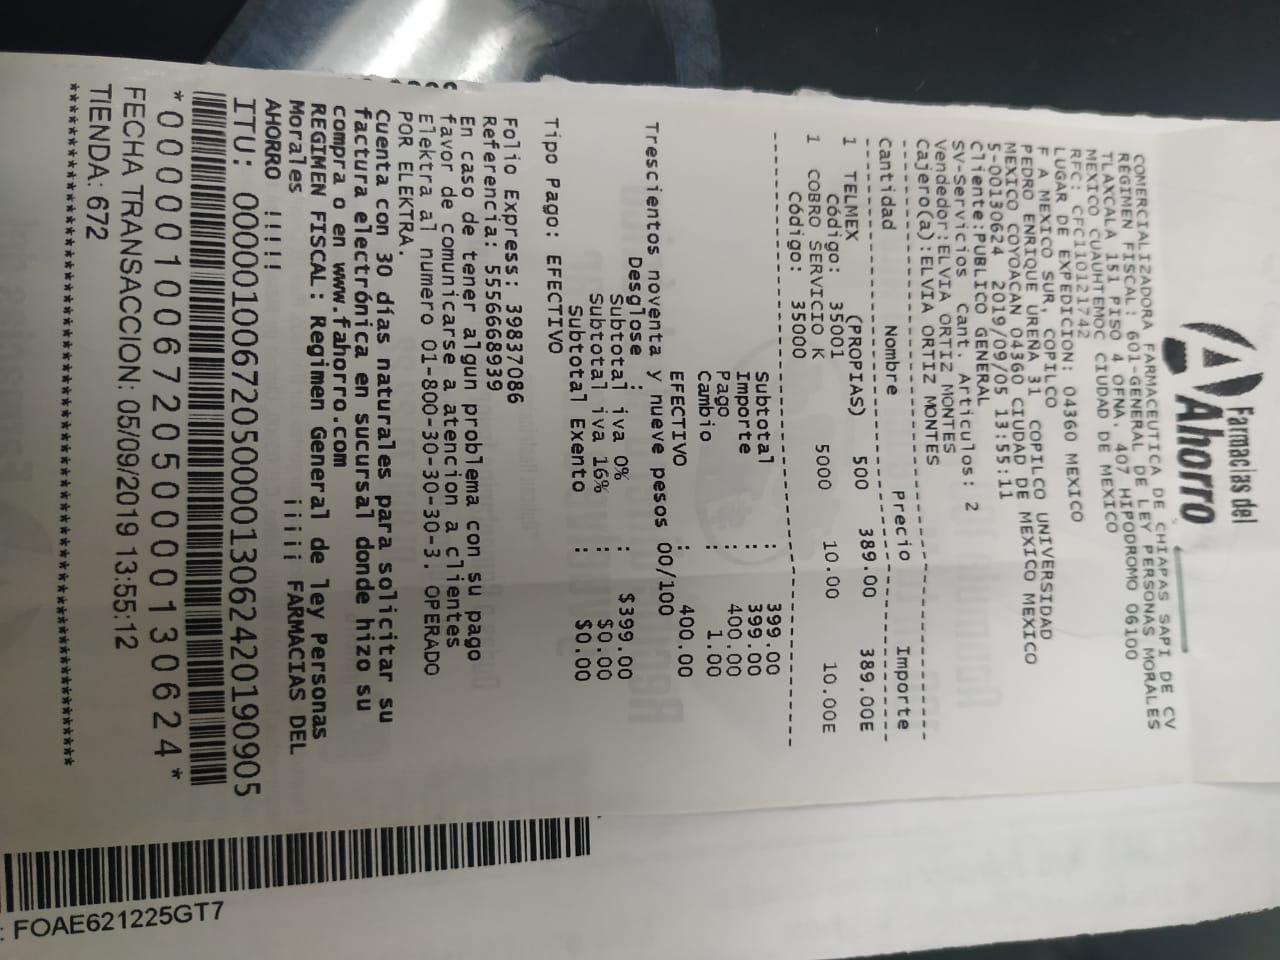 Farmacias del
Ahorro
COMERCIALIZADORA FARMACEUTICA DE CHIAPAS SAPI DE CV
REGIMEN FISCAL: 601-GENERAL DE LEY PERSONAS MORALES
TLAXCALA 151 PISO 4 OFNA. 407 HIPODROMO 06100
MEXICO CUAUHTEMOC CIUDAD DE MEXICO
RFC: CFC110121742
LUGAR DE EXPEDICION: 04360 MEXICO
F A MEXICO SUR, COPILCO
PEDRO ENRIQUE UREÑA 31 COPILCO UNIVERSIDAD
MEXICO COYOACAN 04360 CIUDAD DE MEXICO MEXICO
S-00130624 2019/09/05 13:55:11
Cliente:PUBLICO GENERAL
SV-Servicios Cant. Articulos: 2
Vendedor:ELVIA ORTIZ MONTES
Cajero(a):ELVIA ORTIZ MONTES
Cantidad Nombre Precio Importe
1 TELMEX (PROPIAS) 500 389.00 389.00E
Código: 35001
1 COBRO SERVICIO K 5000 10.00 10.00E
Código: 35000
Subtotal : 399.00
Importe : 399.00
Pago : 400.00
Cambio : 1.00
EFECTIVO : 400.00
Trescientos noventa y nueve pesos 00/100
Desglose :
Subtotal iva 0% : $399.00
Subtotal iva 16% : $0.00
Subtotal Exento : $0.00
Tipo Pago: EFECTIVO
Folio Express: 39837086
Referencia: 5556668939
En caso de tener algun problema con su pago
favor de comunicarse a atencion a clientes
Elektra al numero 01-800-30-30-30-3. OPERADO
POR ELEKTRA.
Cuenta con 30 días naturales para solicitar su
factura electrónica en sucursal donde hizo su
compra o en www.fahorro.com
REGIMEN FISCAL: Regimen General de ley Personas
Morales ¡¡¡¡¡ FARMACIAS DEL
AHORRO !!!!!
ITU: 0000010067205000013062420190905
*00000100672050000130624*
FECHA TRANSACCION: 05/09/2019 13:55:12
TIENDA: 672
****************************************************************
: FOAE621225GT7